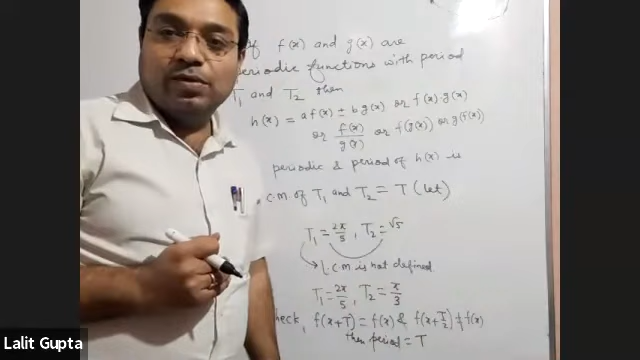 If f(x) and g(x) are
periodic functions with period
T₁ and T₂ then
h(x) = a f(x) ± b g(x) or f(x)·g(x)
or f(x)/g(x) or f(g(x)) or g(f(x))
periodic & period of h(x) is
L.C.M. of T₁ and T₂ = T (let)
T₁ = 2π/5, T₂ = √5
→ L.C.M. is not defined.
T₁ = 2π/5, T₂ = π/3
Check, f(x+T) = f(x) & f(x+T/2) ≠ f(x)
then period = T
Lalit Gupta